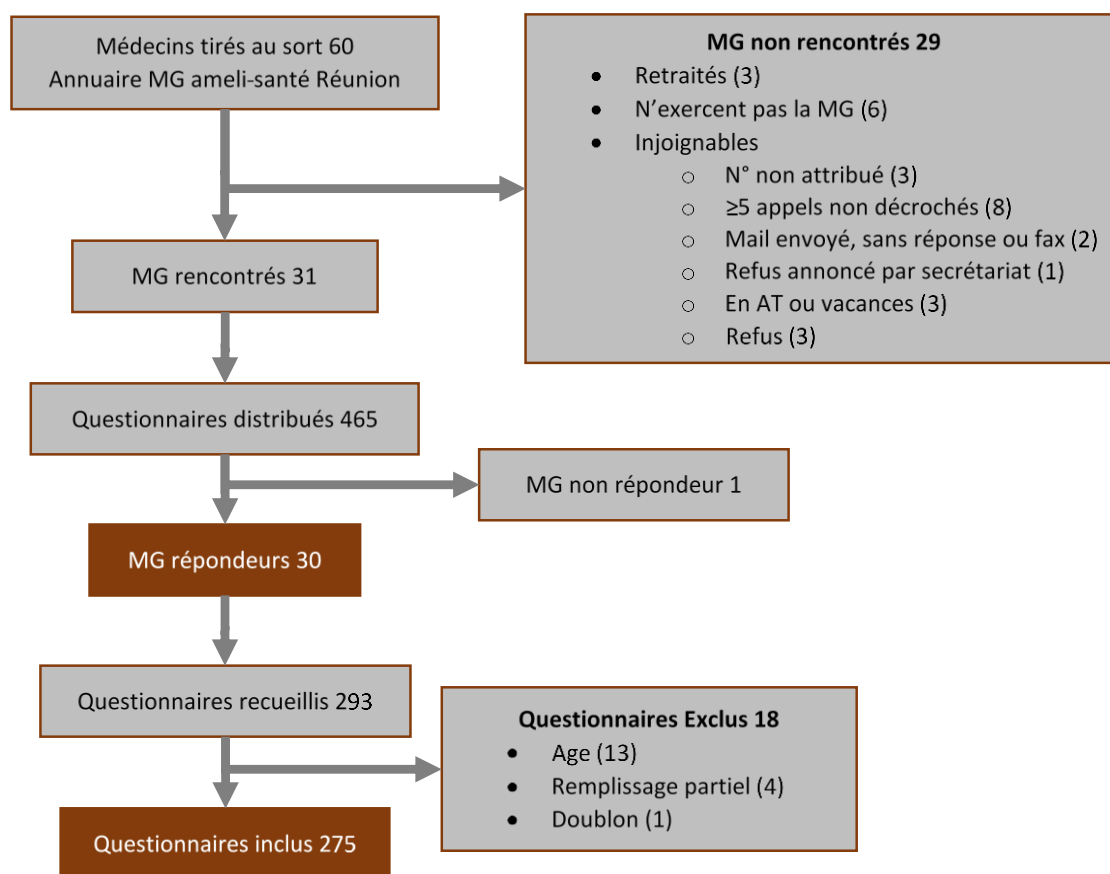 Médecins tirés au sort 60
Annuaire MG ameli-santé Réunion
MG non rencontrés 29
• Retraités (3)
• N'exercent pas la MG (6)
• Injoignables
o N° non attribué (3)
o ≥5 appels non décrochés (8)
o Mail envoyé, sans réponse ou fax (2)
o Refus annoncé par secrétariat (1)
o En AT ou vacances (3)
o Refus (3)
MG rencontrés 31
Questionnaires distribués 465
MG non répondeur 1
MG répondeurs 30
Questionnaires recueillis 293
Questionnaires Exclus 18
• Age (13)
• Remplissage partiel (4)
• Doublon (1)
Questionnaires inclus 275